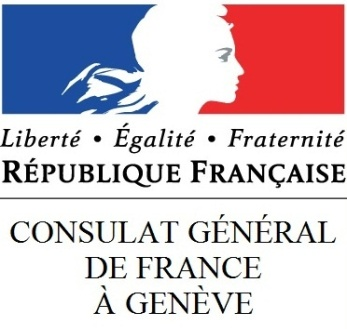 Liberté • Égalité • Fraternité
RÉPUBLIQUE FRANÇAISE
CONSULAT GÉNÉRAL
DE FRANCE
À GENÈVE